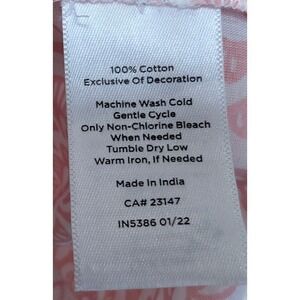 100% Cotton
Exclusive Of Decoration
Machine Wash Cold
Gentle Cycle
Only Non-Chlorine Bleach
When Needed
Tumble Dry Low
Warm Iron, If Needed
Made In India
CA# 23147
IN5386 01/22